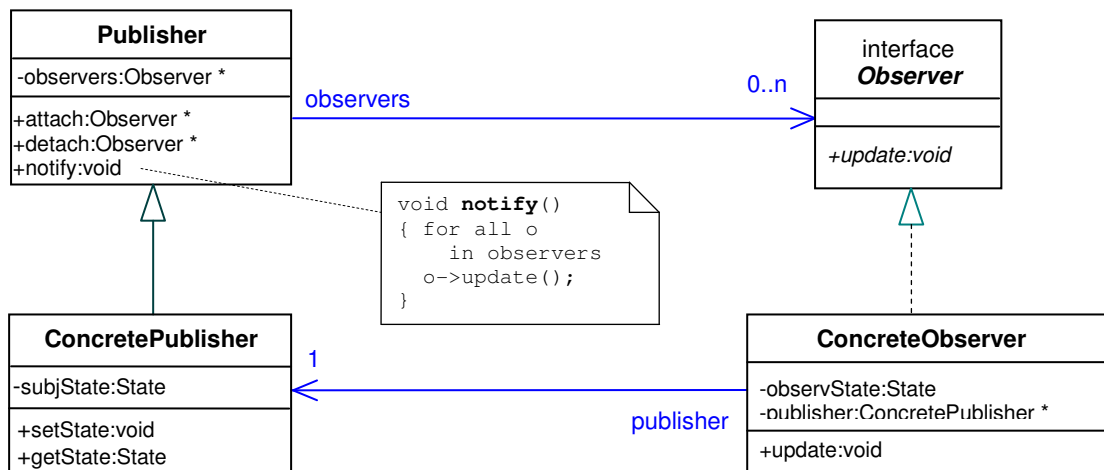 Publisher
-observers:Observer *
+attach:Observer *
+detach:Observer *
+notify:void
observers
0..n
interface
Observer
+update:void
void notify()
{ for all o
in observers
o->update();
}
ConcretePublisher
-subjState:State
+setState:void
+getState:State
1
publisher
ConcreteObserver
-observState:State
-publisher:ConcretePublisher *
+update:void